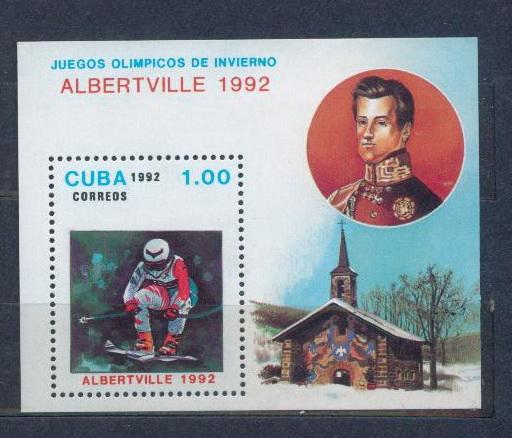 JUEGOS OLIMPICOS DE INVIERNO
ALBERTVILLE 1992
CUBA 1992 1.00
CORREOS
ALBERTVILLE 1992